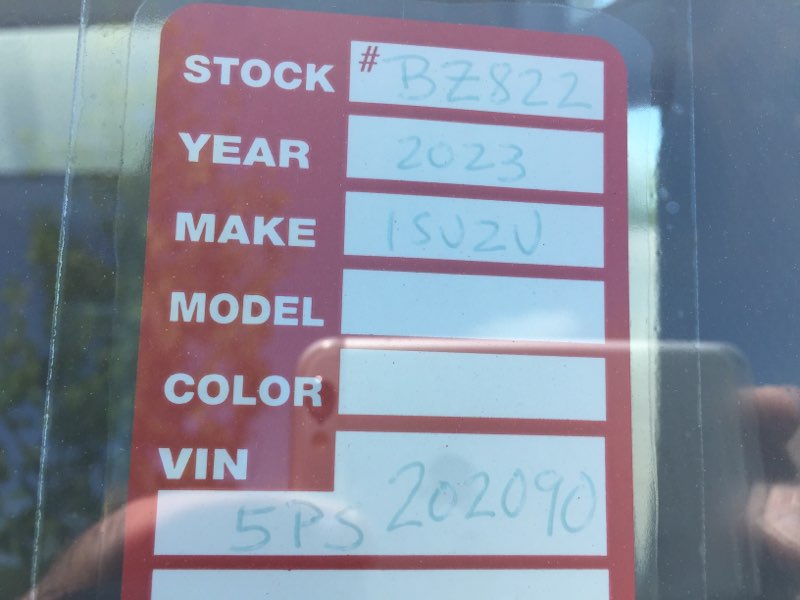 STOCK # BZ822
YEAR 2023
MAKE ISUZU
MODEL
COLOR
VIN 202090
5PS